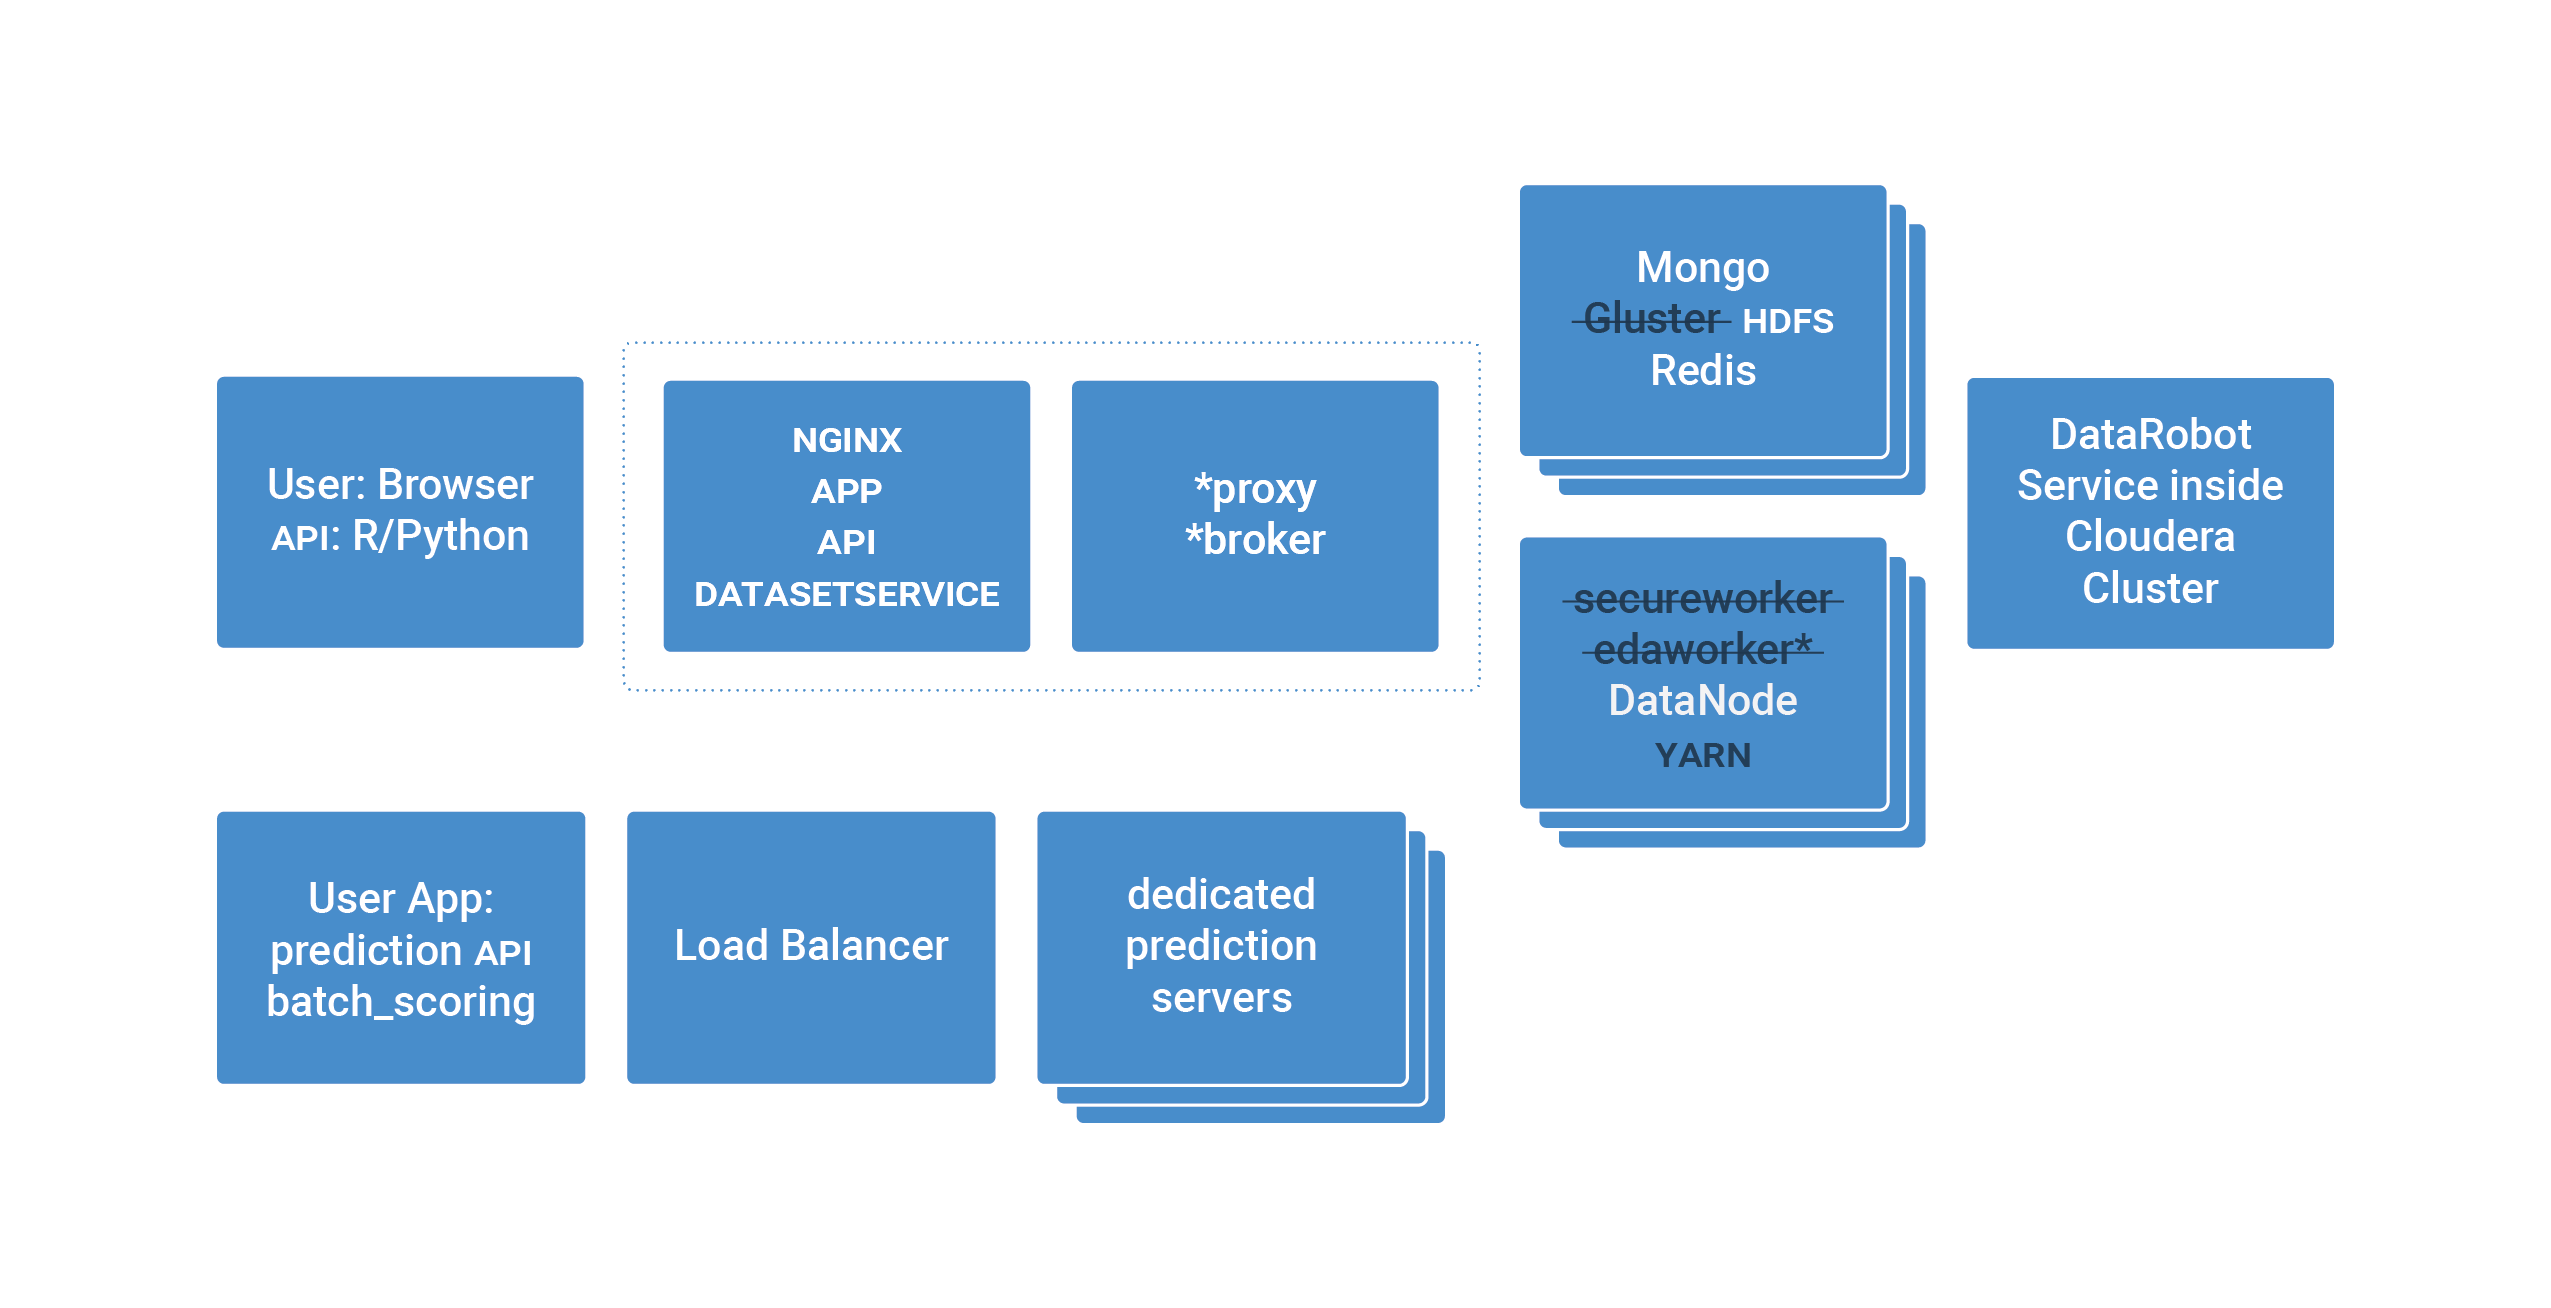 User: Browser
API: R/Python
NGINX
APP
API
DATASETSERVICE
*proxy
*broker
Mongo
Gluster HDFS
Redis
secureworker
edaworker*
DataNode
YARN
DataRobot
Service inside
Cloudera
Cluster
User App:
prediction API
batch_scoring
Load Balancer
dedicated
prediction
servers